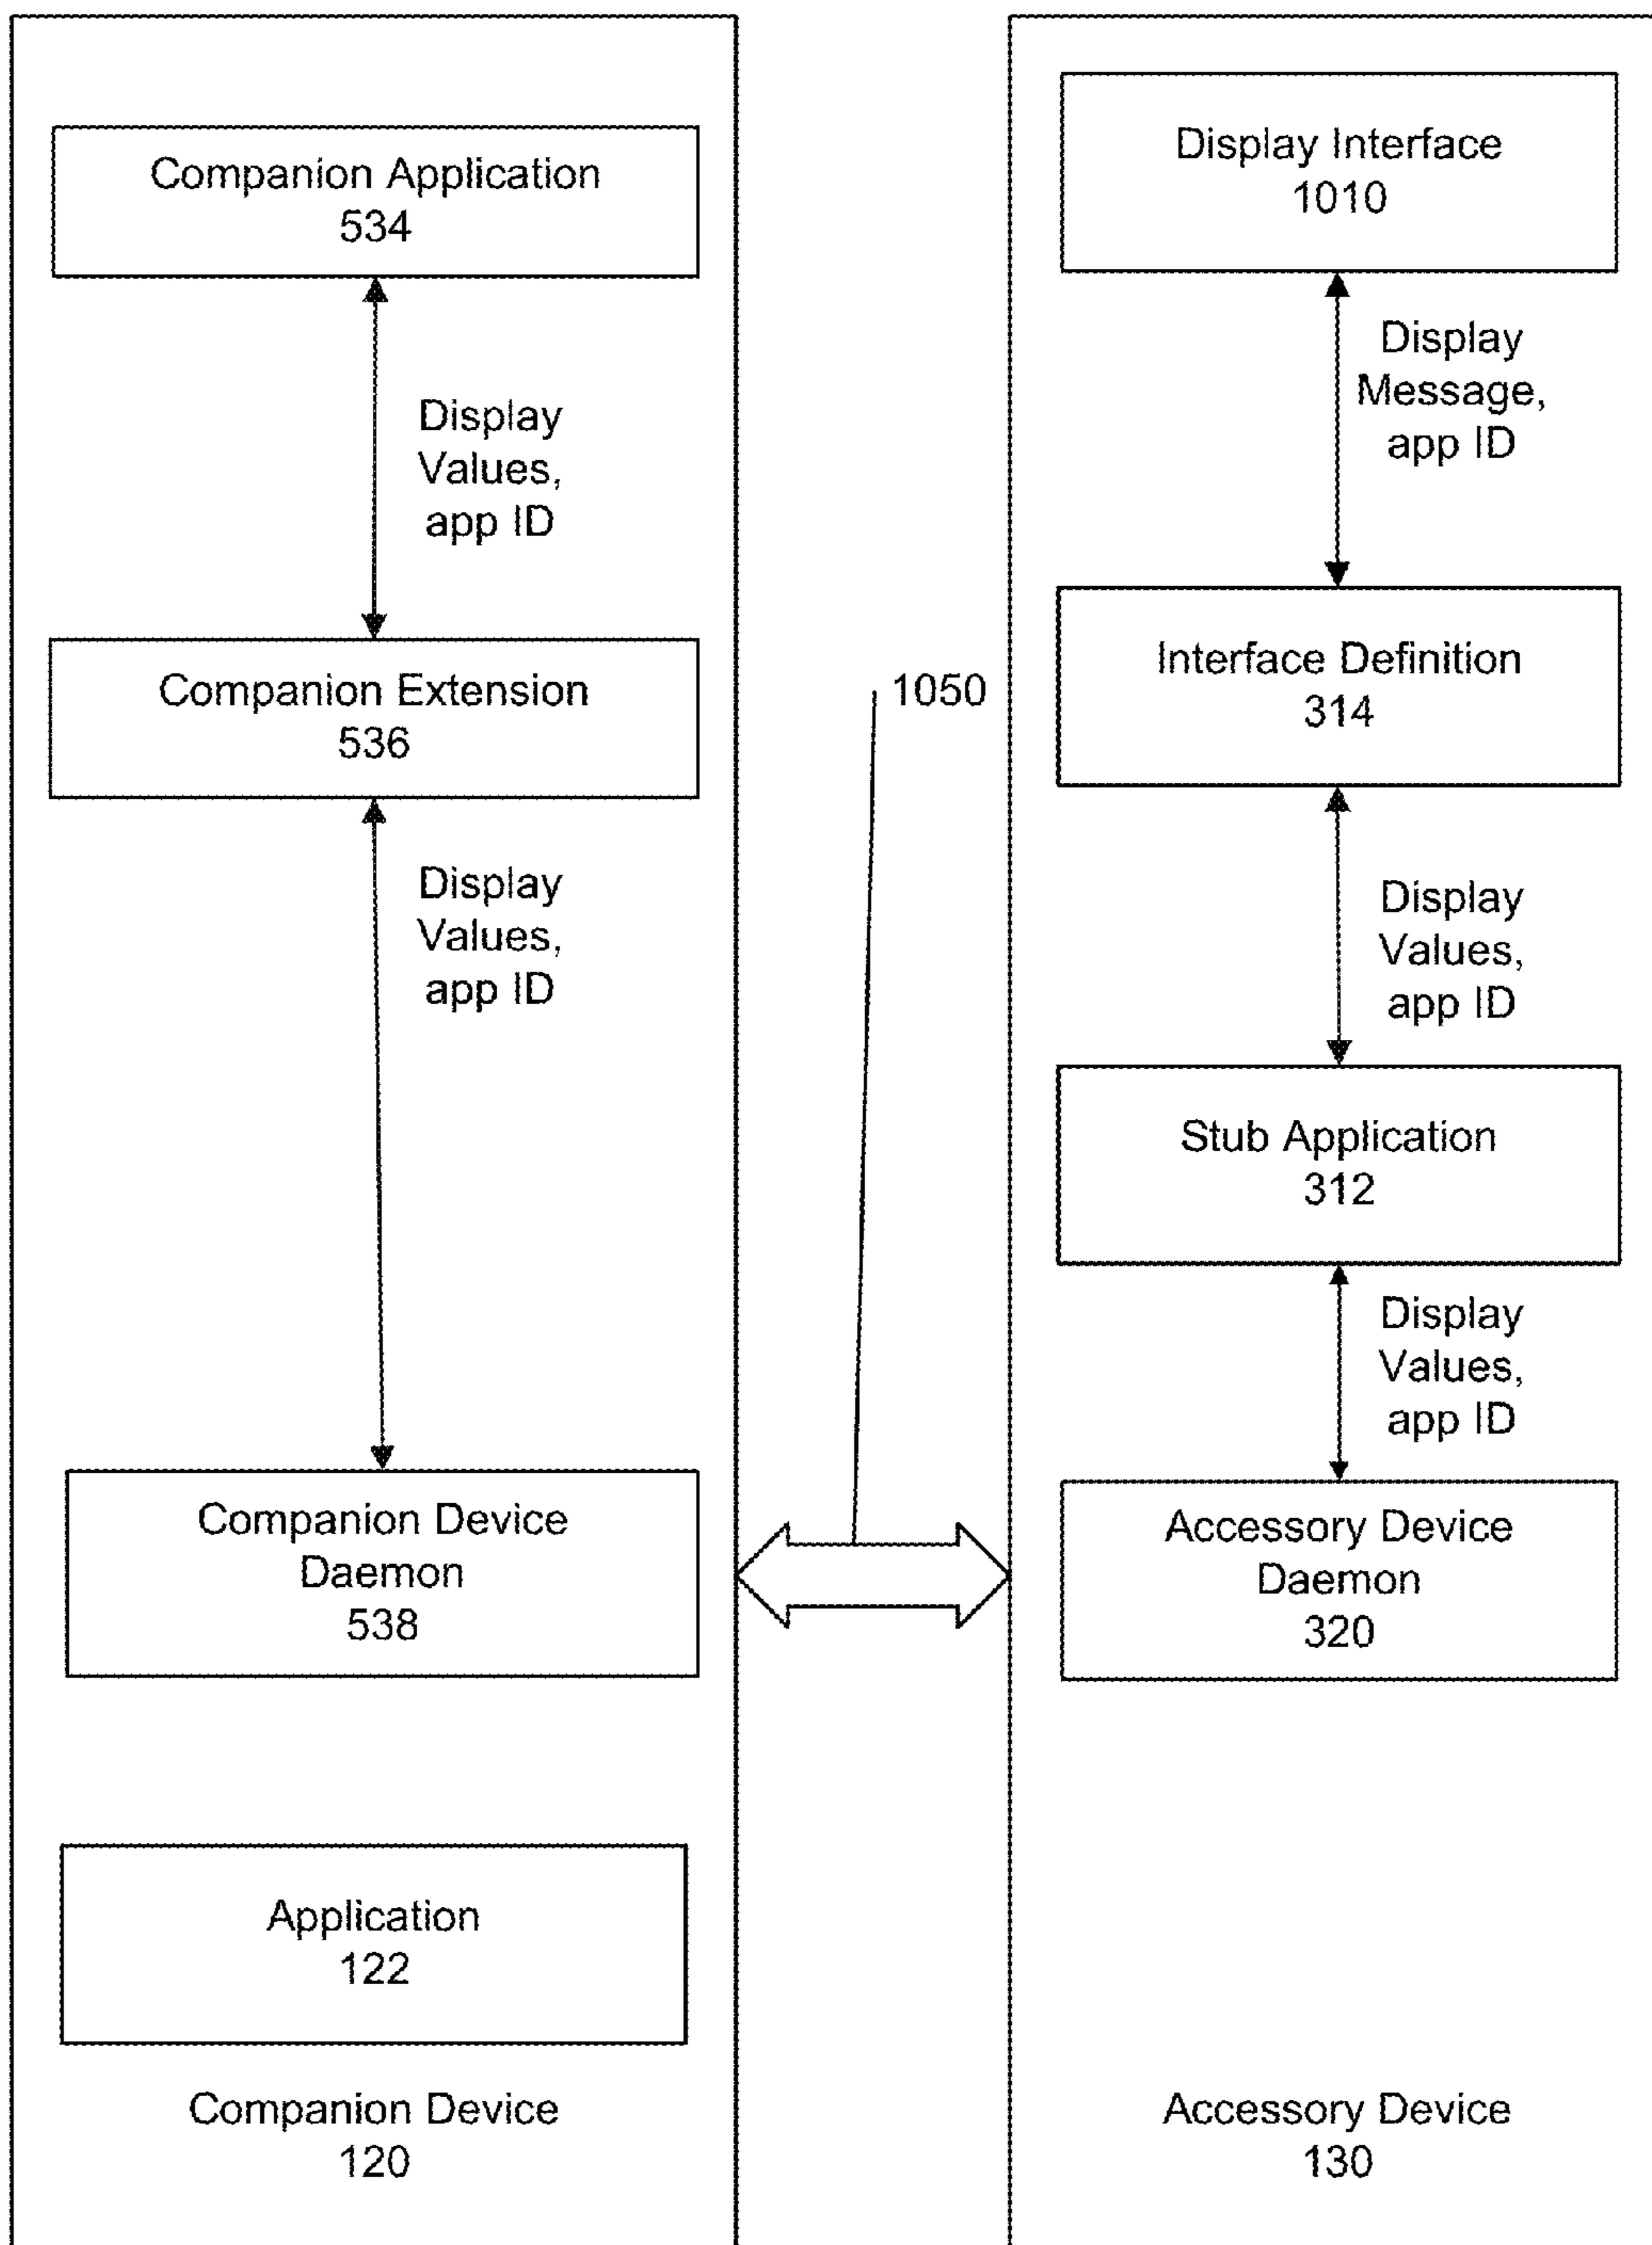 Companion Application
534
Display
Values,
app ID
Companion Extension
536
Display
Values,
app ID
Companion Device
Daemon
538
Application
122
Companion Device
120
1050
Display Interface
1010
Display
Message,
app ID
Interface Definition
314
Display
Values,
app ID
Stub Application
312
Display
Values,
app ID
Accessory Device
Daemon
320
Accessory Device
130